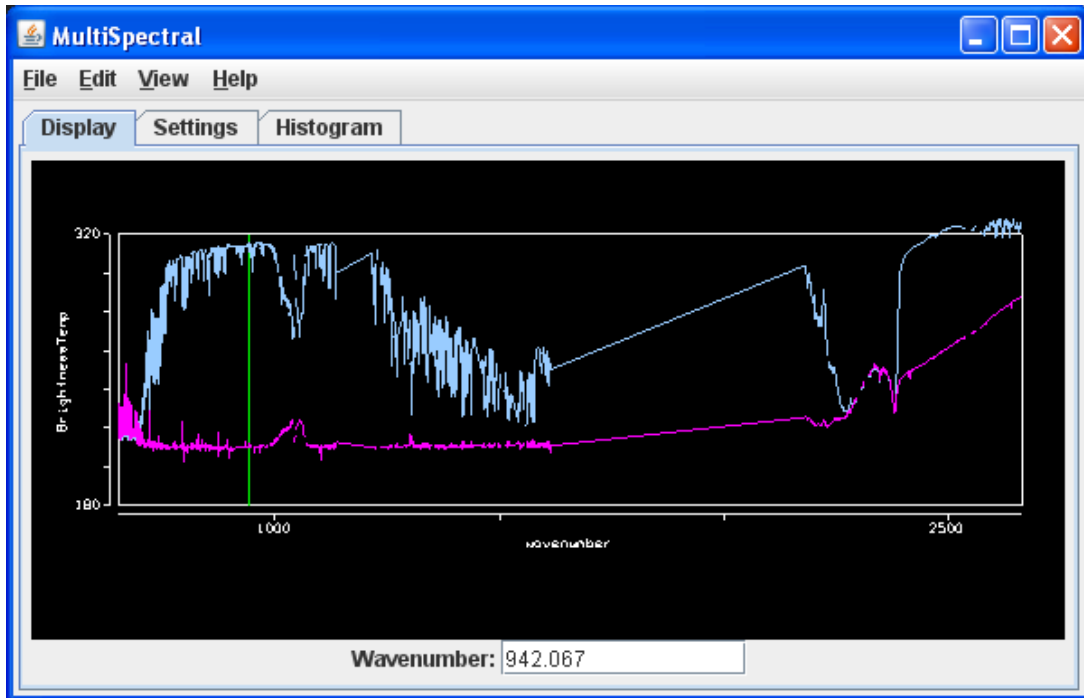 MultiSpectral
File Edit View Help
Display Settings Histogram
320
BrightnessTemp
180
1000
2500
wavenumber
Wavenumber: 942.067